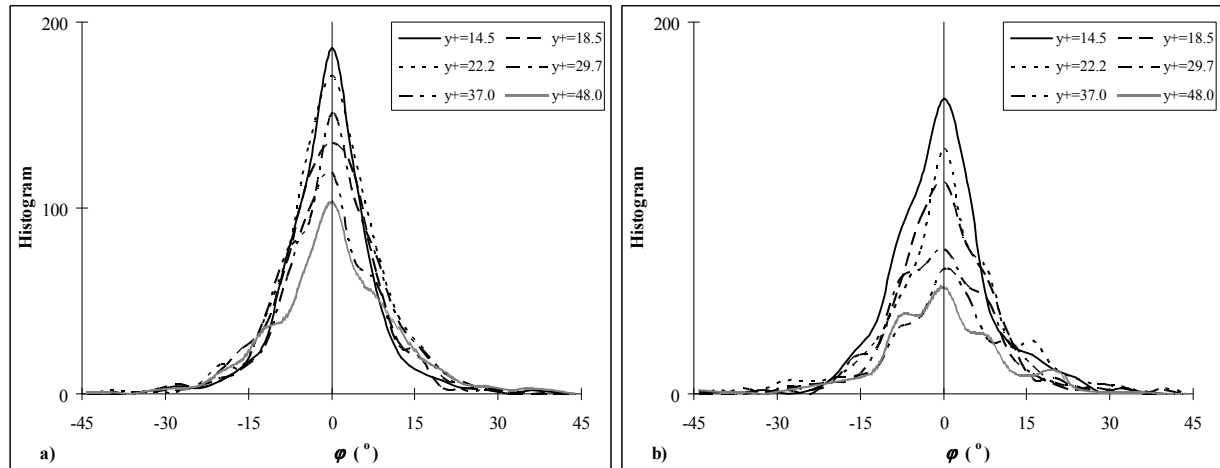 200
y+=14.5 y+=18.5
y+=22.2 y+=29.7
y+=37.0 y+=48.0
Histogram
100
0
-45 -30 -15 0 15 30 45
a) φ (°)
200
y+=14.5 y+=18.5
y+=22.2 y+=29.7
y+=37.0 y+=48.0
Histogram
100
0
-45 -30 -15 0 15 30 45
b) φ (°)